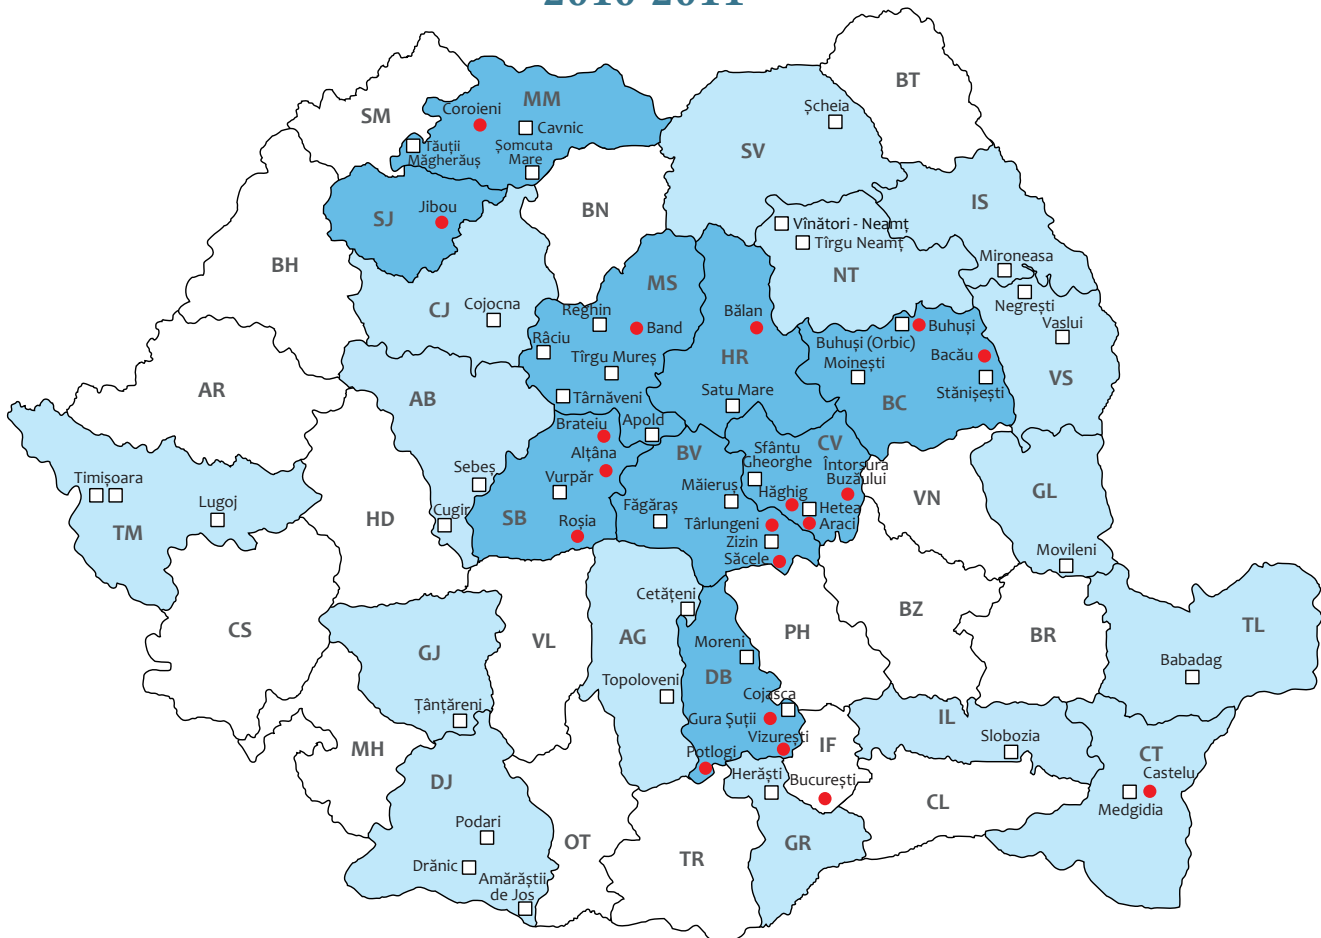 2010-2011
BT
MM
SM
Coroieni
Cavnic
Șcheia
Tăuții
Măgherăuș
Șomcuta
Mare
SV
SJ
Jibou
BN
IS
Vînători - Neamț
Tîrgu Neamț
BH
NT
Mironeasa
MS
CJ
Cojocna
Reghin
Band
Bălan
Negrești
Buhuși
Vaslui
Râciu
Buhuși (Orbic)
Bacău
Tîrgu Mureș
HR
Moinești
VS
AR
AB
Satu Mare
Stănișești
Târnăveni
BC
Brateiu
Apold
CV
Sfântu
Gheorghe
Alțâna
BV
Întorsura
Buzăului
Timișoara
Sebeș
Vurpăr
Măieruș
Hăghig
GL
Lugoj
Făgăraș
VN
TM
HD
Cugir
SB
Roșia
Hetea
Târlungeni
Araci
Zizin
Săcele
Movileni
Cetățeni
CS
BZ
PH
AG
VL
BR
TL
GJ
Moreni
Babadag
DB
Topoloveni
Cojasca
Țânțăreni
Gura Șuții
IL
Vizurești
IF
Slobozia
MH
Potlogi
CT
DJ
Herăști
București
Castelu
CL
Medgidia
Podari
OT
GR
TR
Drănic
Amărăștii
de Jos